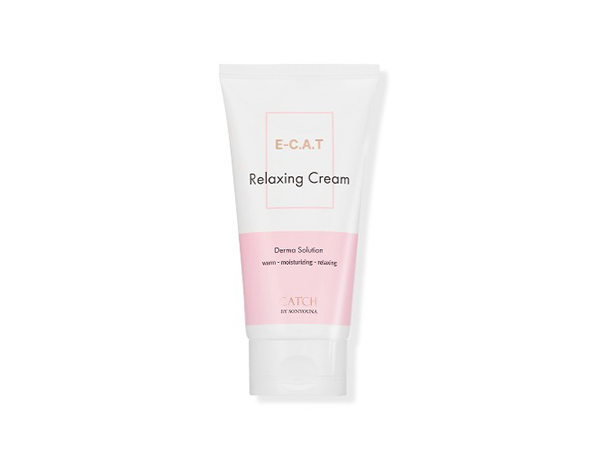 E-C.A.T
Relaxing Cream
Derma Solution
warm - moisturizing - relaxing
CATCH
BY